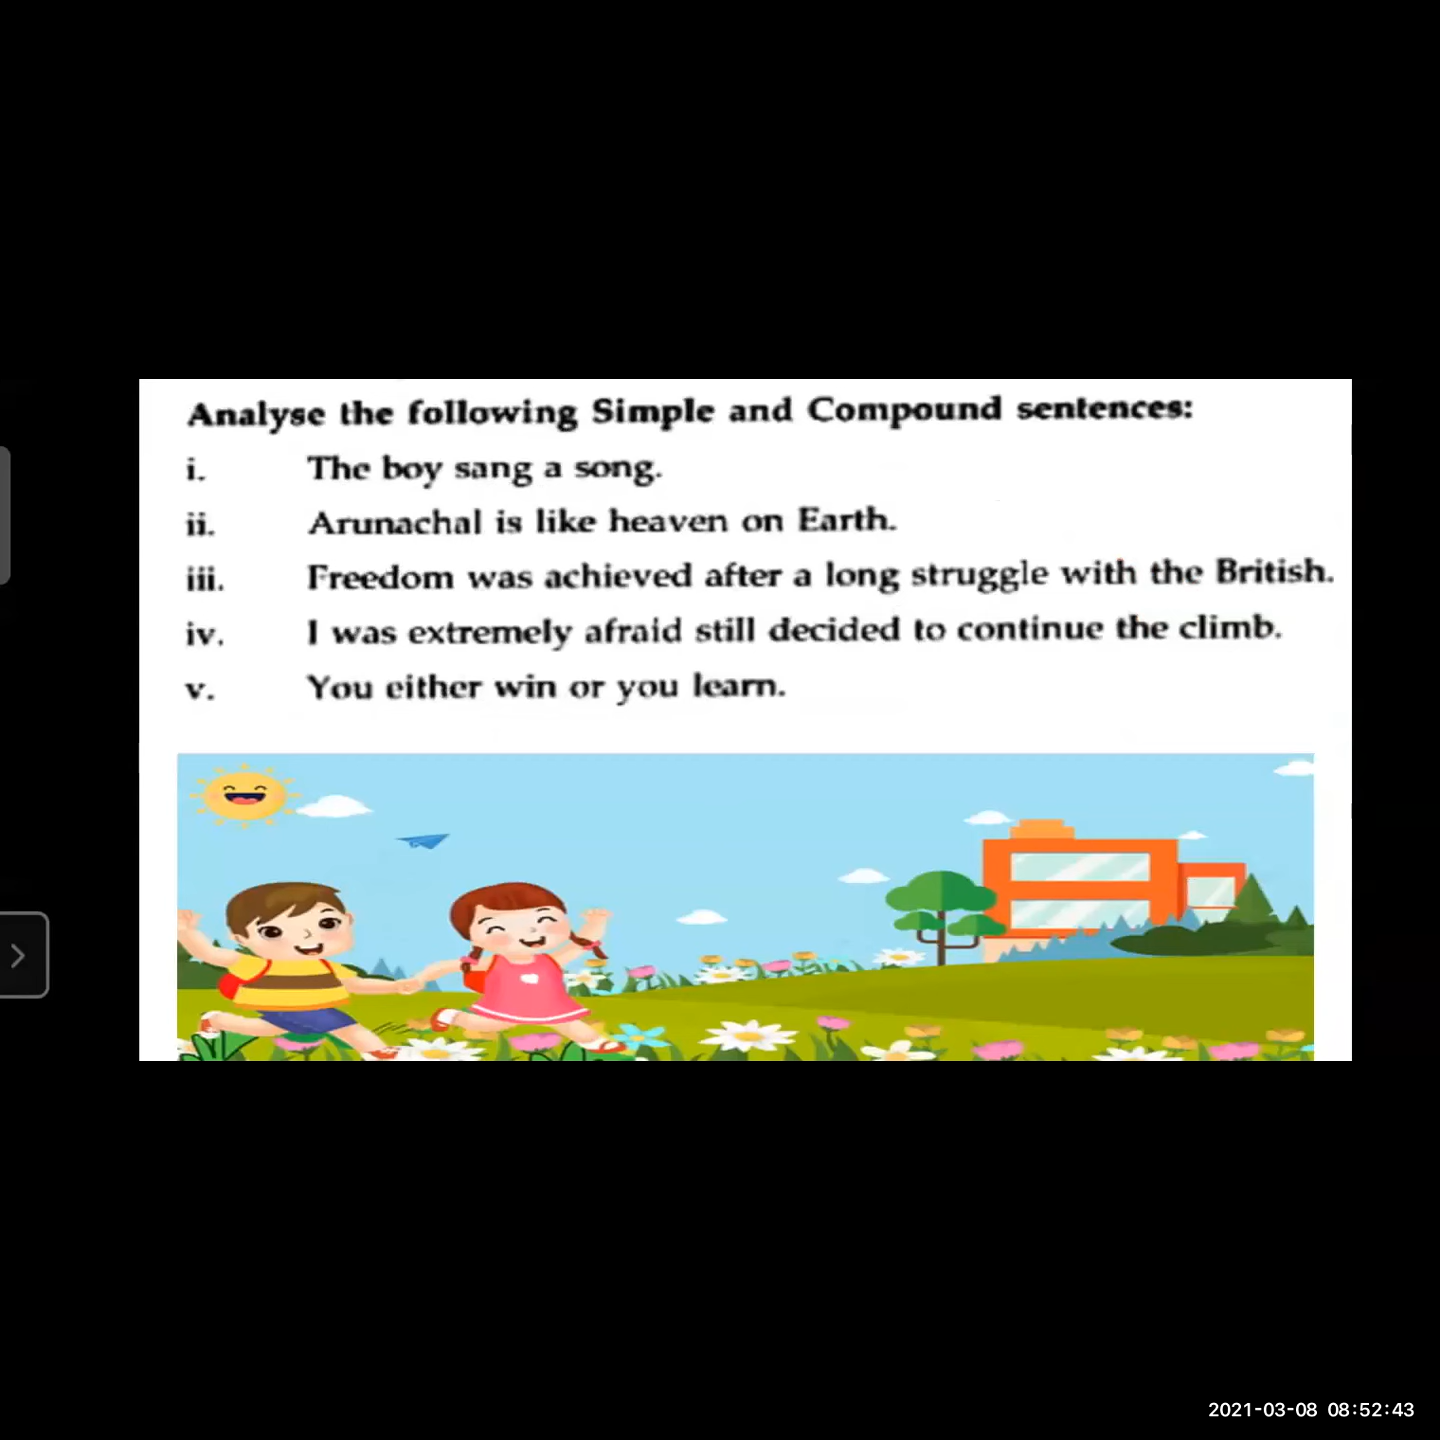 Analyse the following Simple and Compound sentences:
i. The boy sang a song.
ii. Arunachal is like heaven on Earth.
iii. Freedom was achieved after a long struggle with the British.
iv. I was extremely afraid still decided to continue the climb.
v. You either win or you learn.
2021-03-08 08:52:43